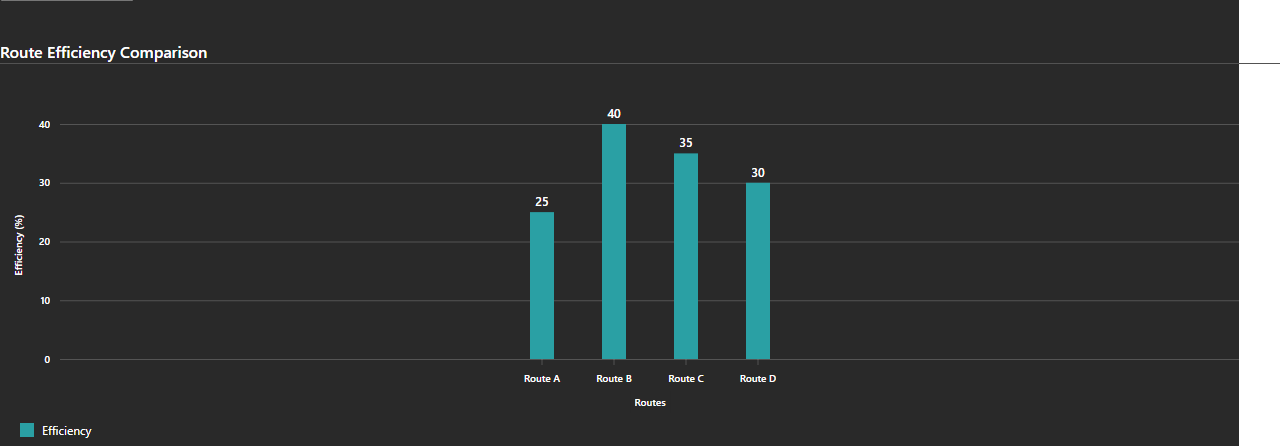 Route Efficiency Comparison
40
30
20
10
0
Efficiency (%)
25
40
35
30
Route A
Route B
Route C
Route D
Routes
Efficiency